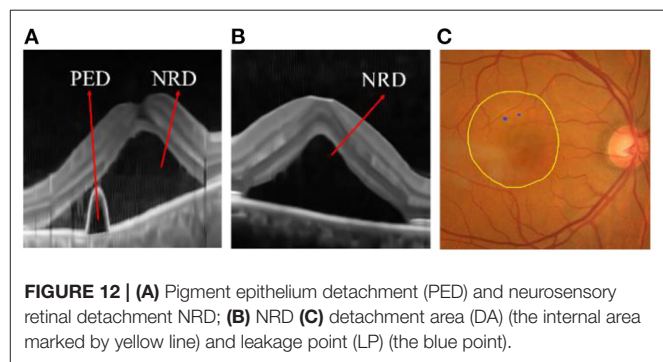 A
B
C
PED
NRD
NRD
FIGURE 12 | (A) Pigment epithelium detachment (PED) and neurosensory
retinal detachment NRD; (B) NRD (C) detachment area (DA) (the internal area
marked by yellow line) and leakage point (LP) (the blue point).